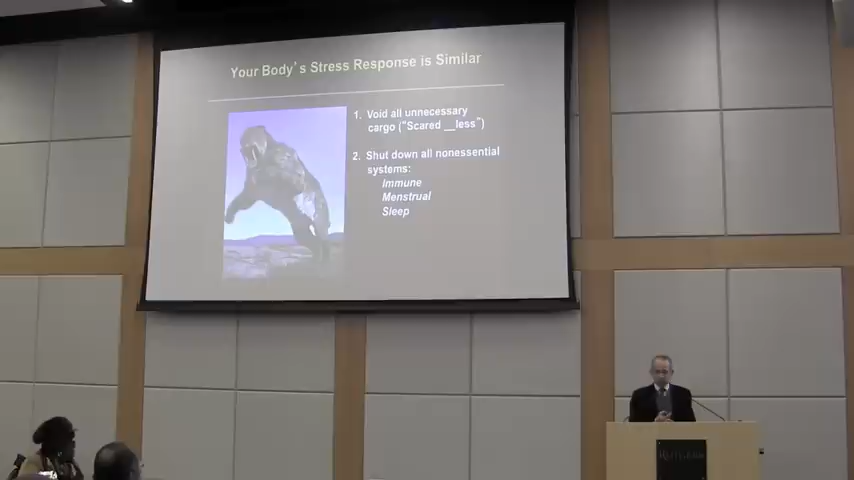 Your Body's Stress Response is Similar
1. Void all unnecessary
cargo ("Scared __less")
2. Shut down all nonessential
systems:
Immune
Menstrual
Sleep
RUTGERS